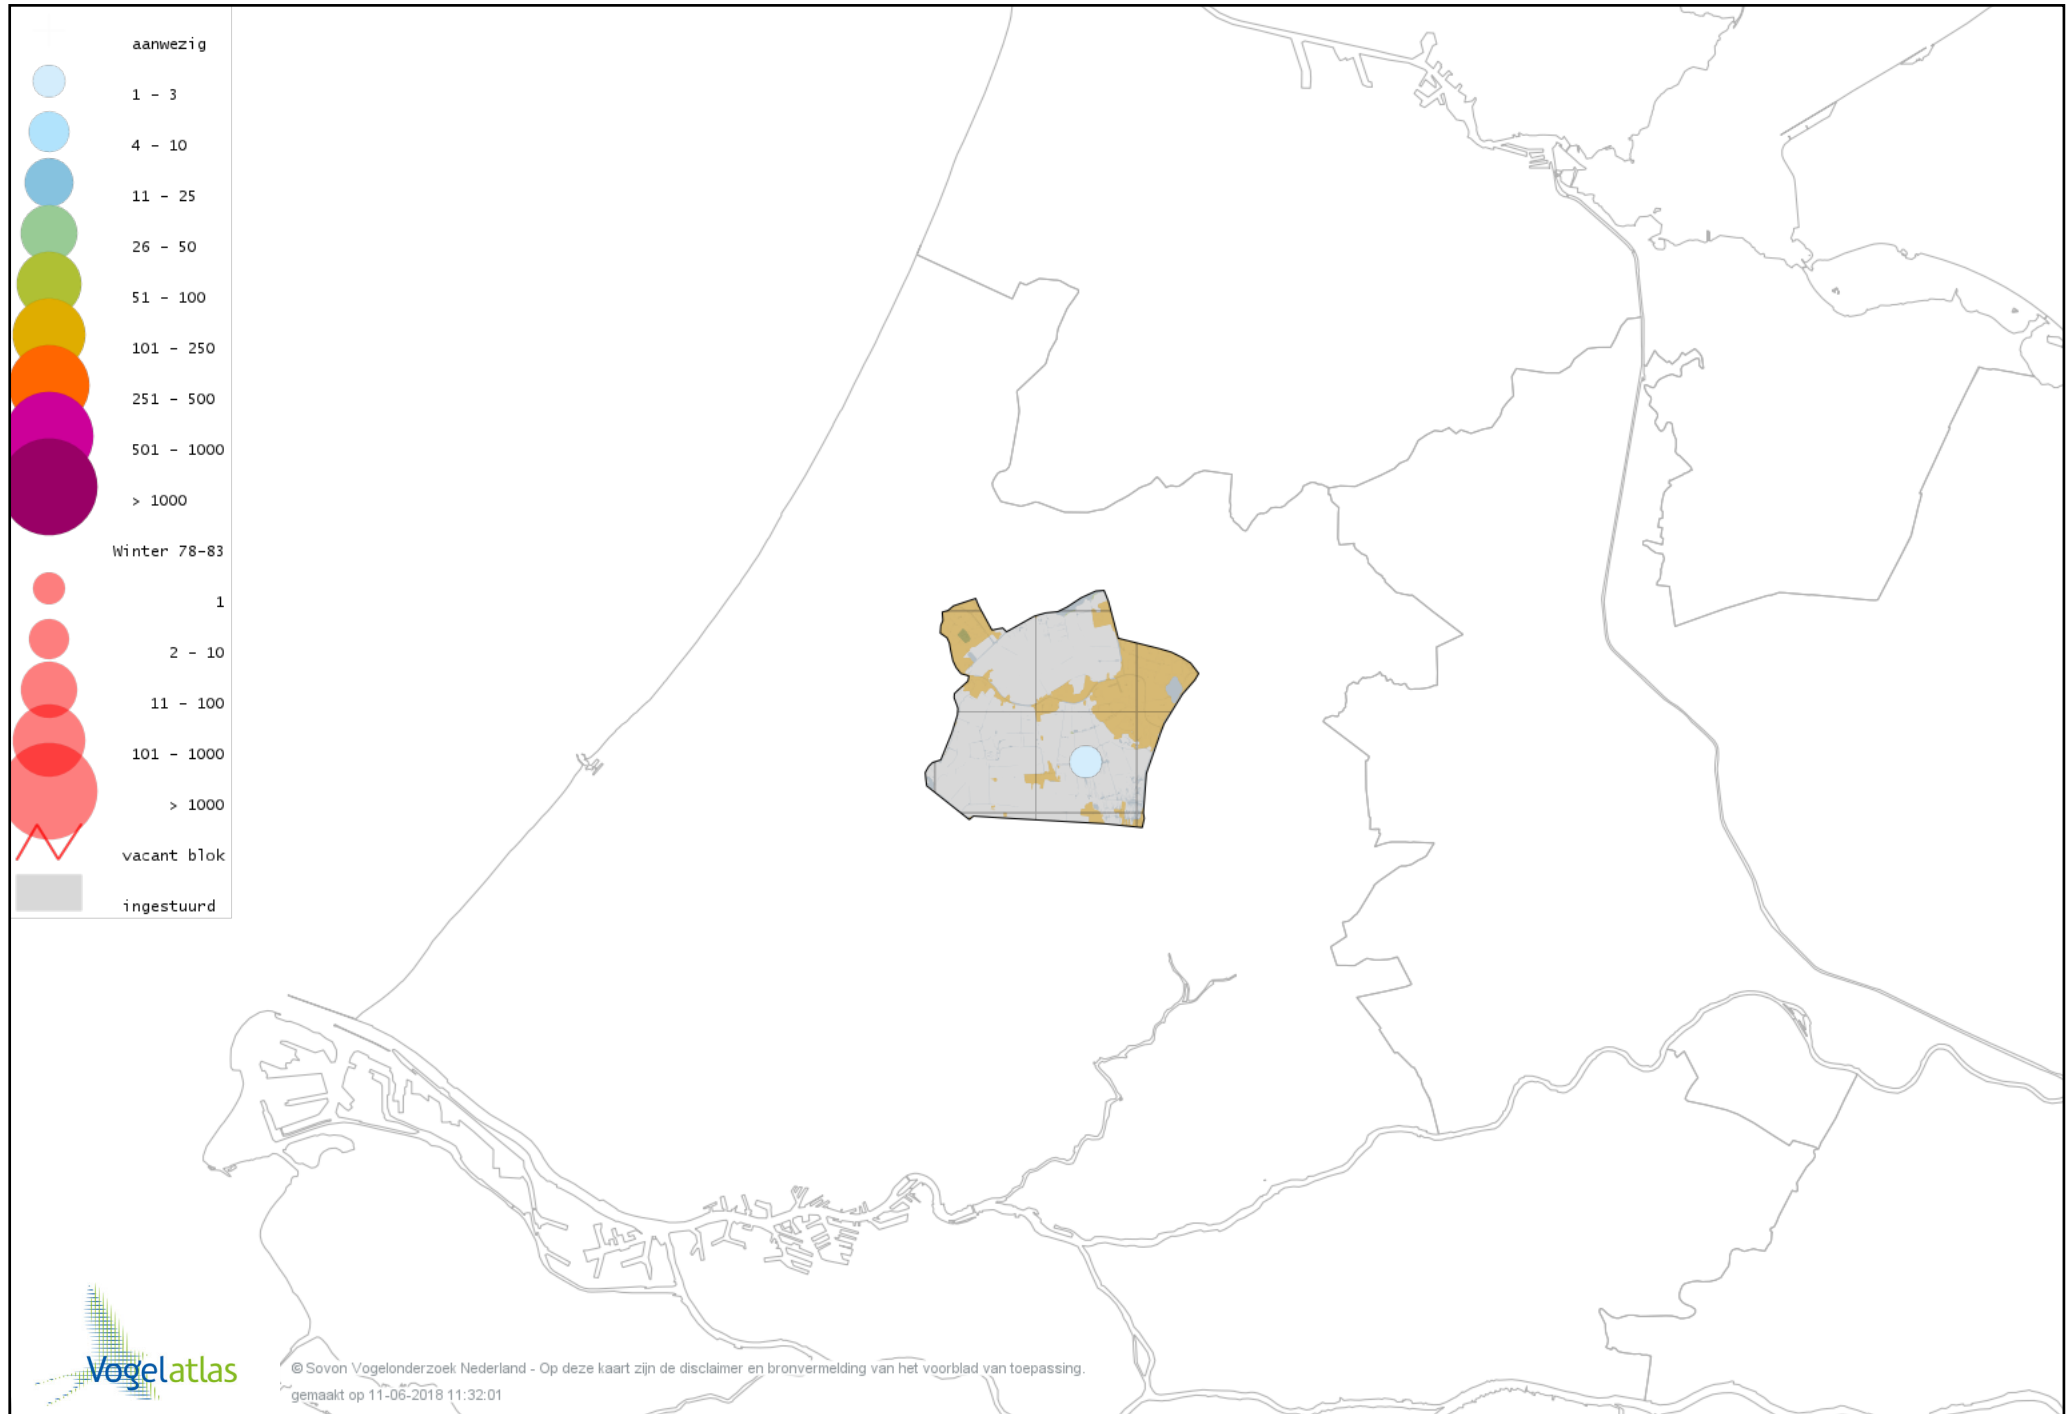 aanwezig
1 - 3
4 - 10
11 - 25
26 - 50
51 - 100
101 - 250
251 - 500
501 - 1000
> 1000
Winter 78-83
1
2 - 10
11 - 100
101 - 1000
> 1000
vacant blok
ingestuurd
Vogelatlas
© Sovon Vogelonderzoek Nederland - Op deze kaart zijn de disclaimer en bronvermelding van het voorblad van toepassing.
gemaakt op 11-06-2018 11:32:01